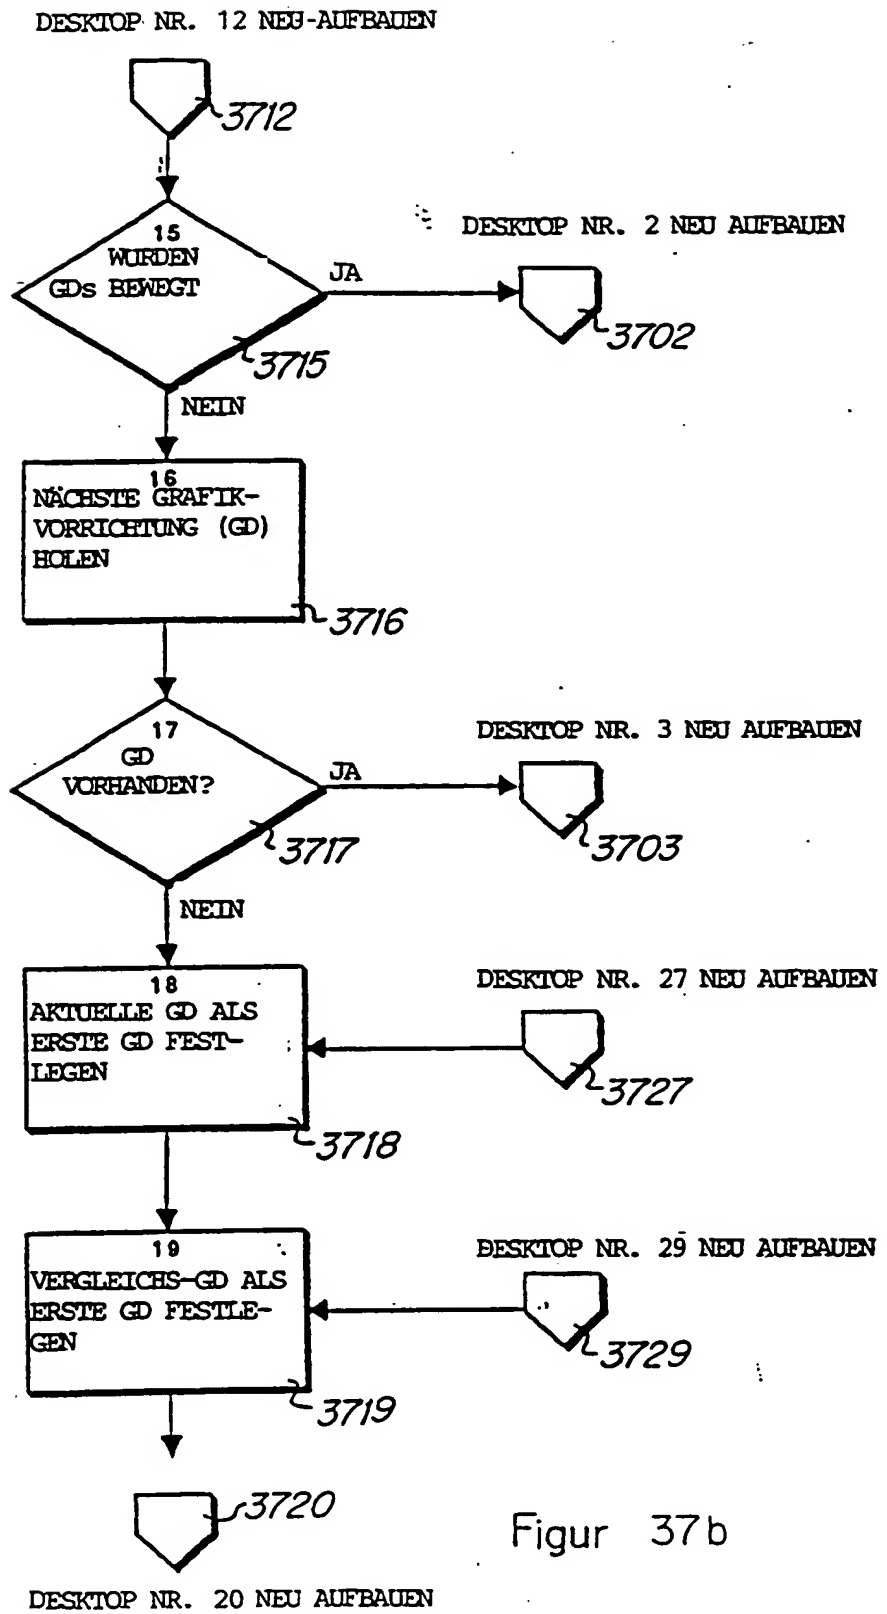 DESKTOP NR. 12 NEU-AUFBAUEN
3712
15
WURDEN
GDs BEWEGT
JA
DESKTOP NR. 2 NEU AUFBAUEN
3702
3715
NEIN
16
NÄCHSTE GRAFIK-
VORRICHTUNG (GD)
HOLEN
3716
17
GD
VORHANDEN?
JA
DESKTOP NR. 3 NEU AUFBAUEN
3703
3717
NEIN
18
AKTUELLE GD ALS
ERSTE GD FEST-
LEGEN
DESKTOP NR. 27 NEU AUFBAUEN
3727
3718
19
VERGLEICHS-GD ALS
ERSTE GD FESTLE-
GEN
DESKTOP NR. 29 NEU AUFBAUEN
3729
3719
3720
DESKTOP NR. 20 NEU AUFBAUEN
Figur 37b